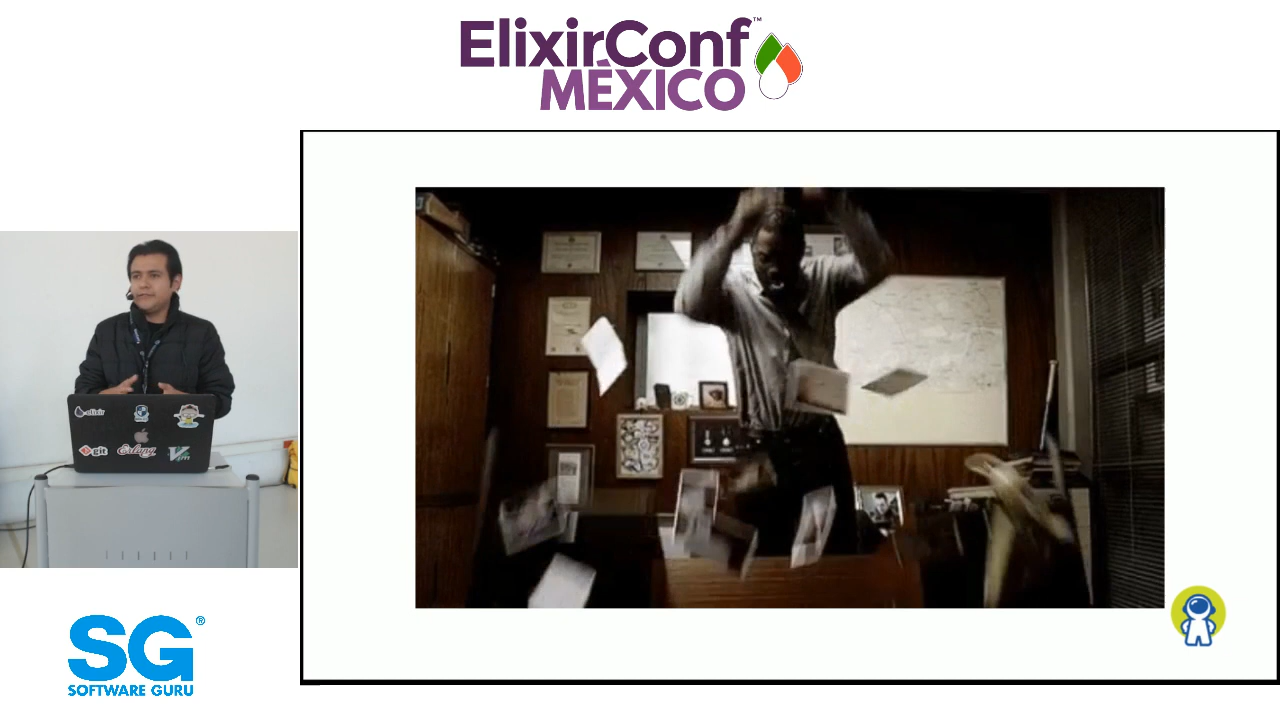 ElixirConf™
MÉXICO
elixir
git
Erlang
SG®
SOFTWARE GURU